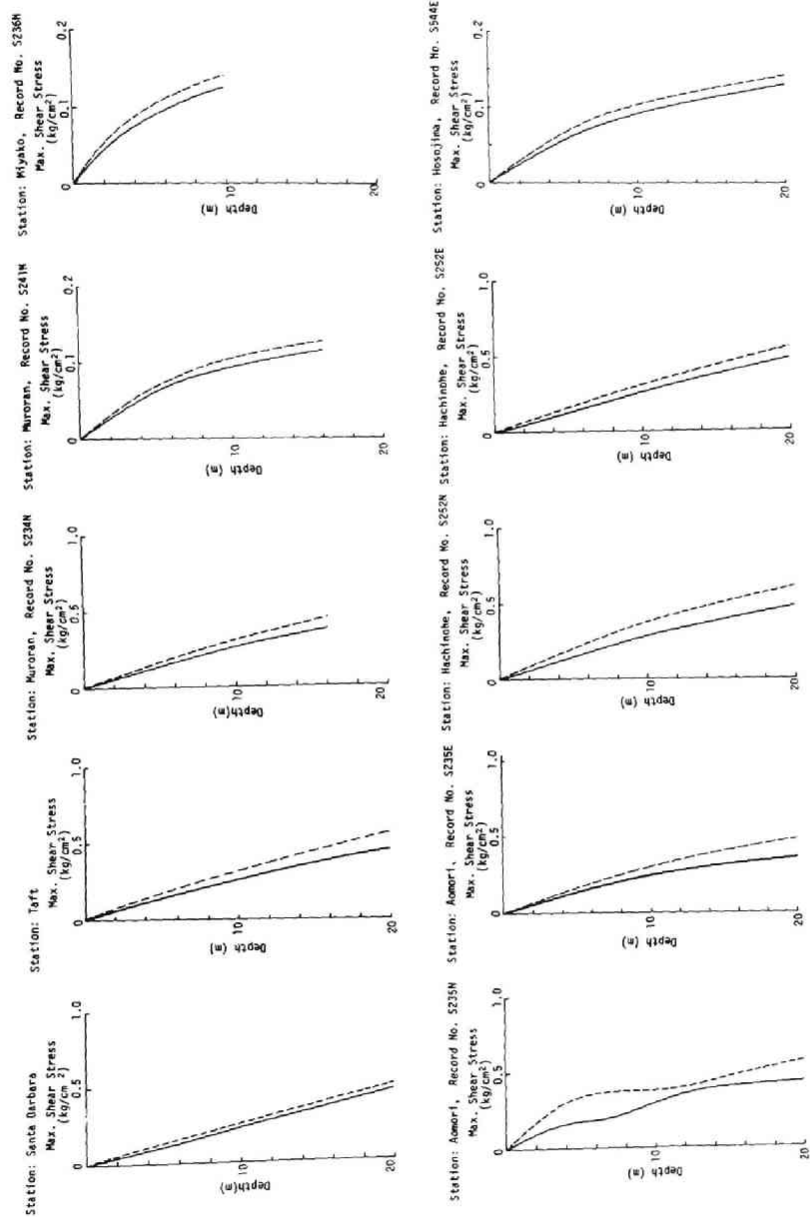 Station: Santa Barbara
Max. Shear Stress
(kg/cm²)
0 0.5 1.0
10
20
Depth(m)
Station: Taft
Max. Shear Stress
(kg/cm²)
0 0.5 1.0
10
20
Depth (m)
Station: Muroran, Record No. S234N
Max. Shear Stress
(kg/cm²)
0 0.5 1.0
10
20
Depth(m)
Station: Muroran, Record No. S241N
Max. Shear Stress
(kg/cm²)
0 0.1 0.2
10
20
Depth (m)
Station: Miyako, Record No. S236N
Max. Shear Stress
(kg/cm²)
0 0.1 0.2
10
20
Depth (m)
Station: Aomori, Record No. S235N
Max. Shear Stress
(kg/cm²)
0 0.5 1.0
10
20
Depth (m)
Station: Aomori, Record No. S235E
Max. Shear Stress
(kg/cm²)
0 0.5 1.0
10
20
Depth (m)
Station: Hachinohe, Record No. S252N
Max. Shear Stress
(kg/cm²)
0 0.5 1.0
10
20
Depth (m)
Station: Hachinohe, Record No. S252E
Max. Shear Stress
(kg/cm²)
0 0.5 1.0
10
20
Depth (m)
Station: Hosojima, Record No. S544E
Max. Shear Stress
(kg/cm²)
0 0.1 0.2
10
20
Depth (m)